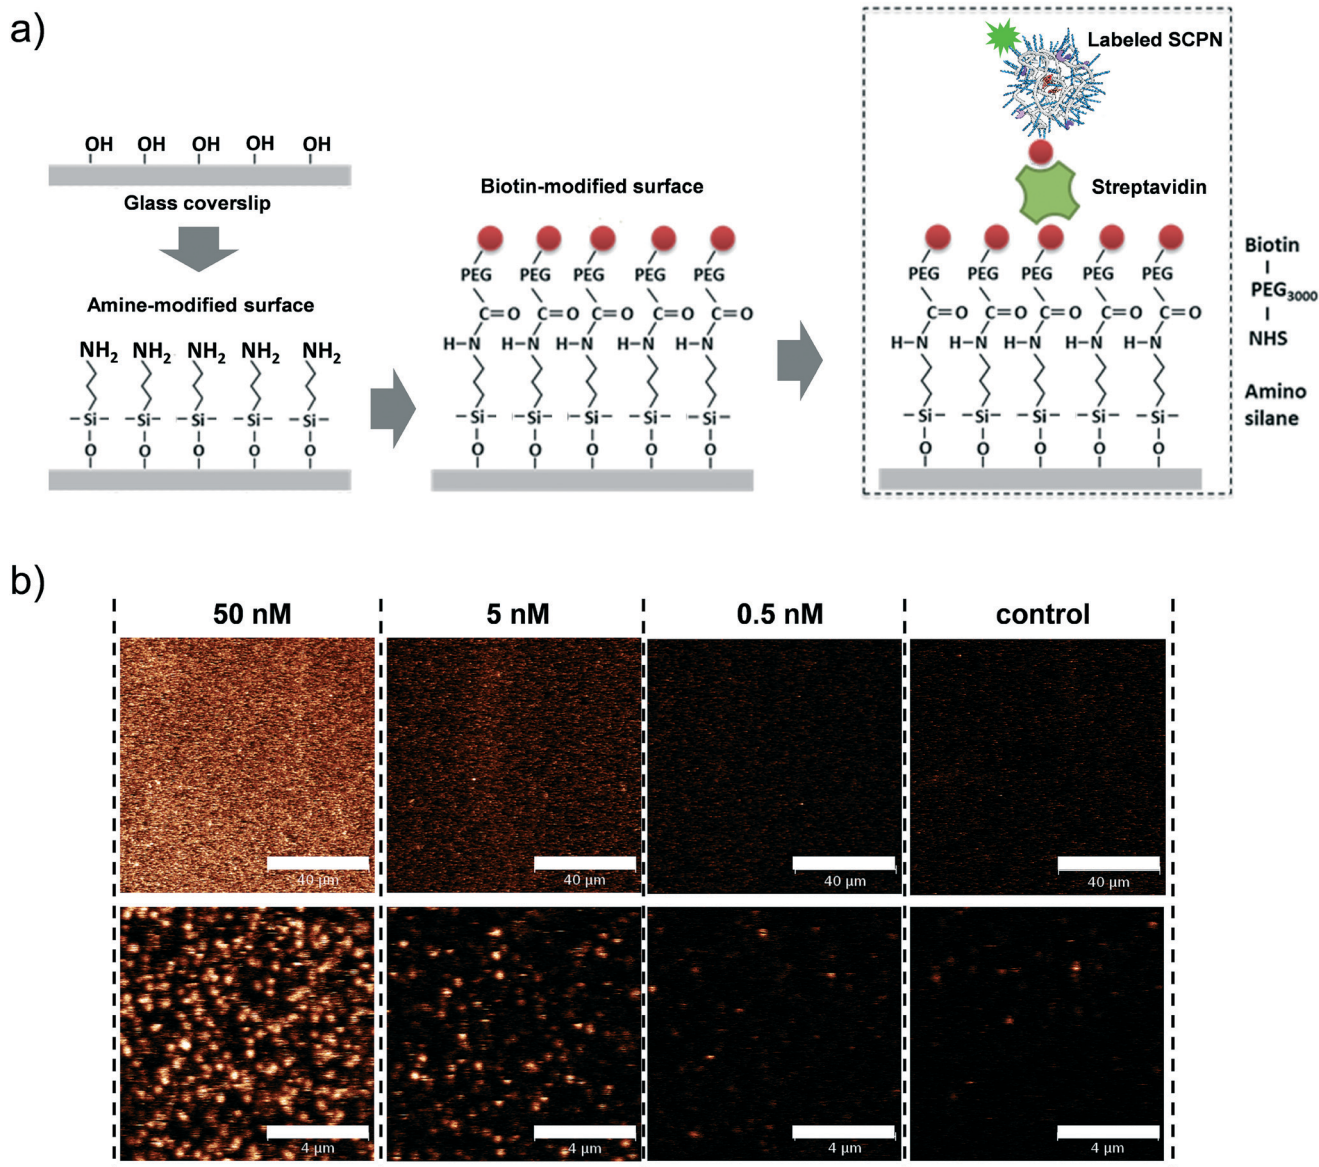 a)
OH OH OH OH OH
Glass coverslip
Amine-modified surface
NH2 NH2 NH2 NH2 NH2
Si Si Si Si Si
O O O O O
Biotin-modified surface
PEG PEG PEG PEG PEG
C=O C=O C=O C=O C=O
H-N H-N H-N H-N H-N
Si Si Si Si Si
O O O O O
Labeled SCPN
Streptavidin
PEG PEG PEG PEG PEG
C=O C=O C=O C=O C=O
H-N H-N H-N H-N H-N
Si Si Si Si Si
O O O O O
Biotin
PEG3000
NHS
Amino
silane
b)
50 nM 5 nM 0.5 nM control
40 μm 40 μm 40 μm 40 μm
4 μm 4 μm 4 μm 4 μm